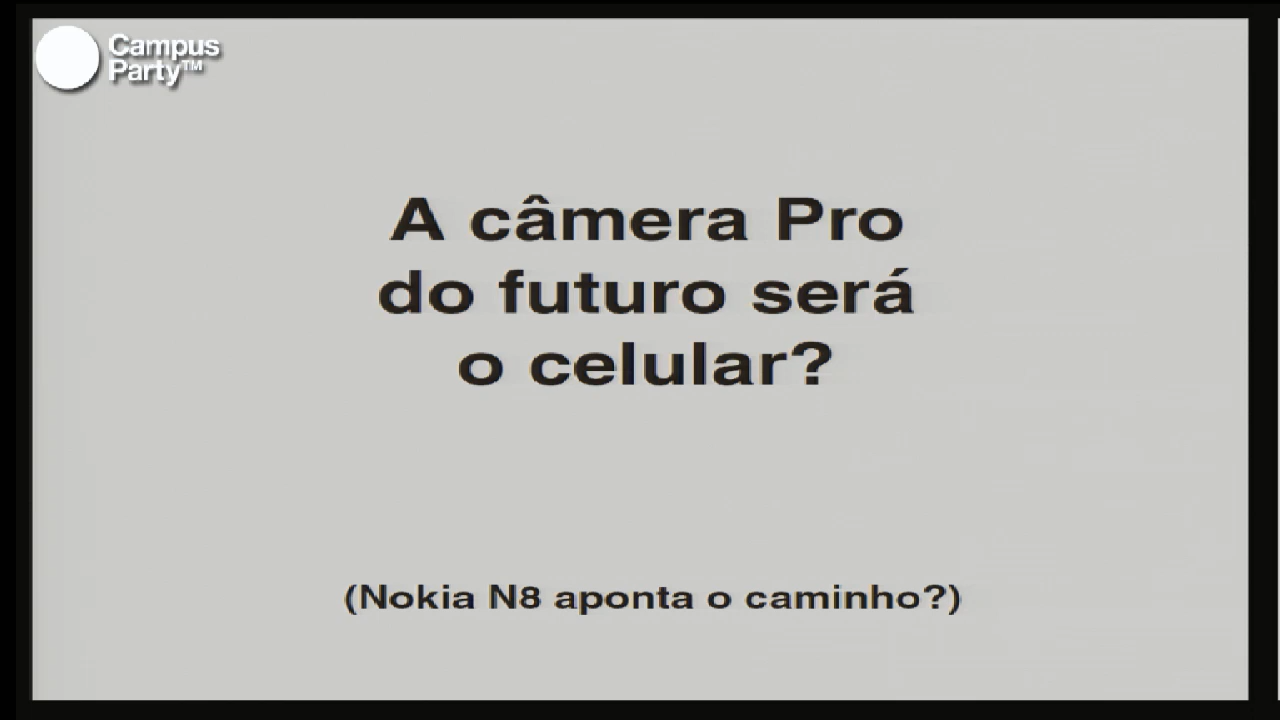 Campus
Party™
A câmera Pro
do futuro será
o celular?
(Nokia N8 aponta o caminho?)